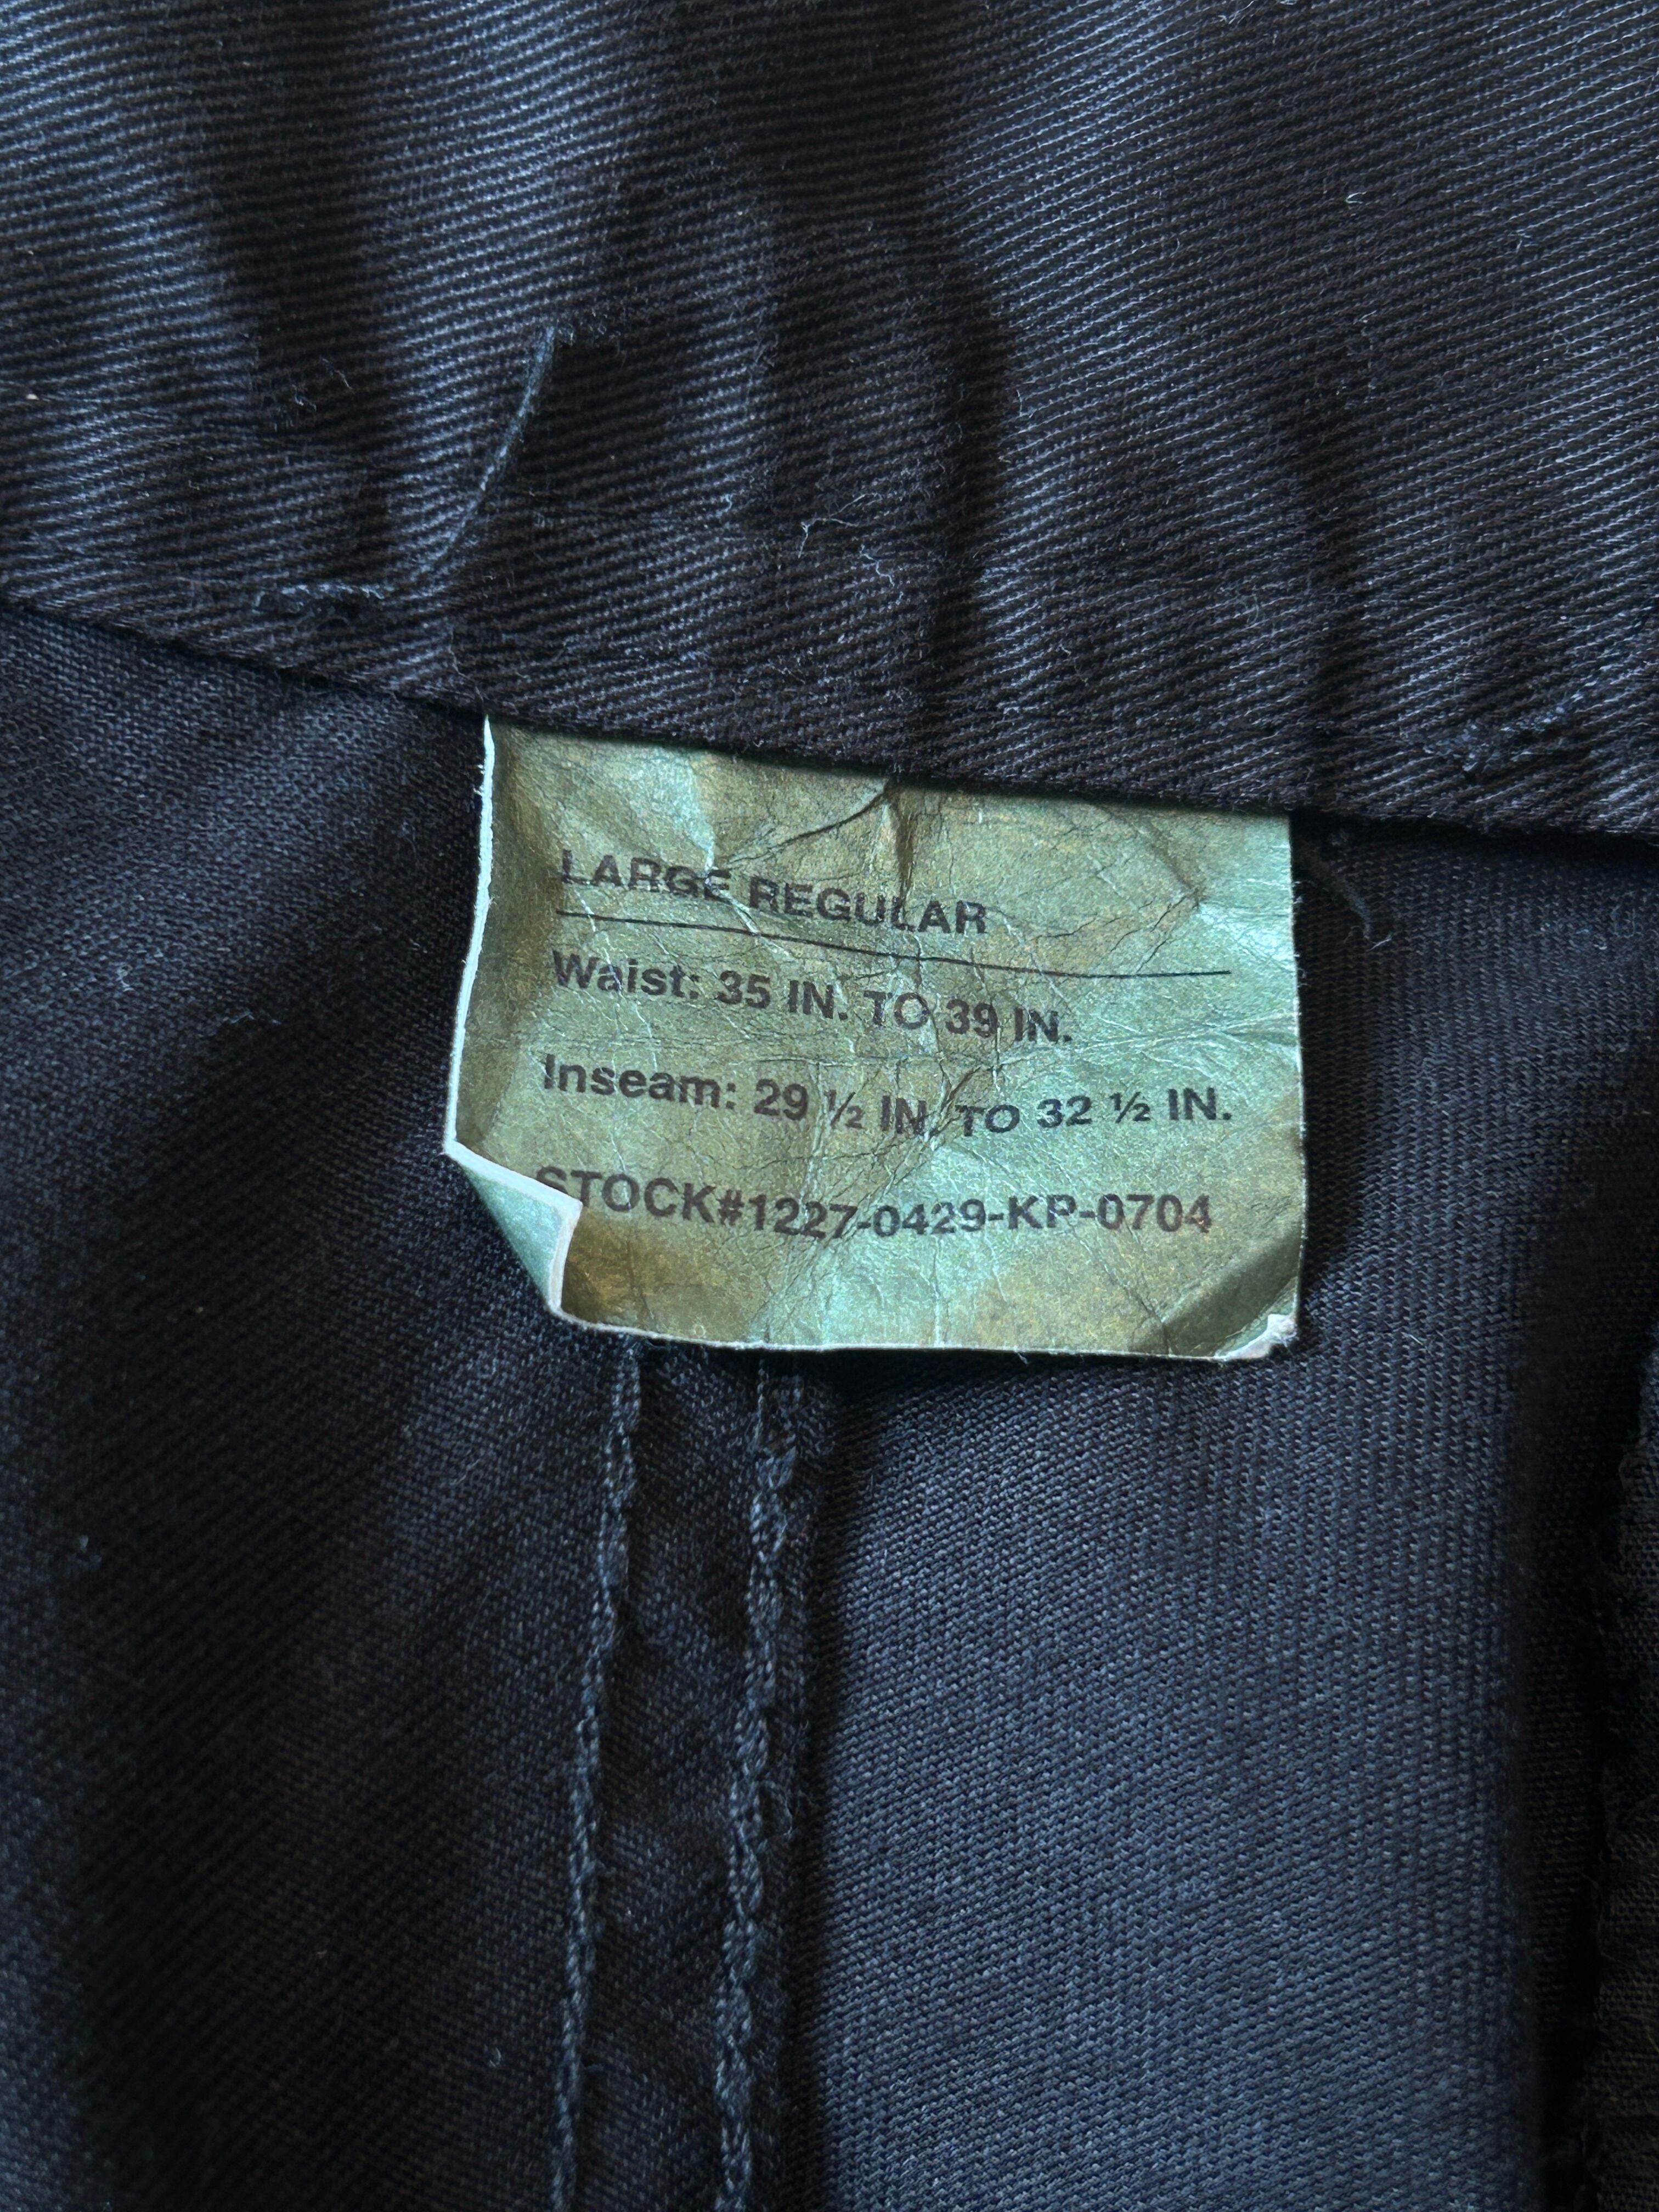 LARGE REGULAR
Waist: 35 IN. TO 39 IN.
Inseam: 29 ½ IN. TO 32 ½ IN.
STOCK#1227-0429-KP-0704